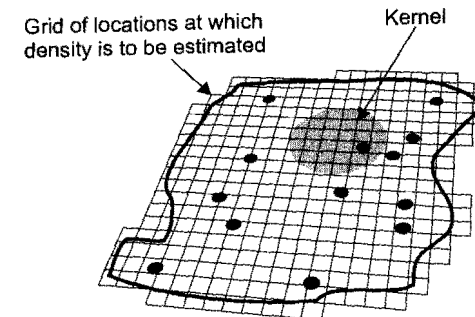 Grid of locations at which
density is to be estimated
Kernel